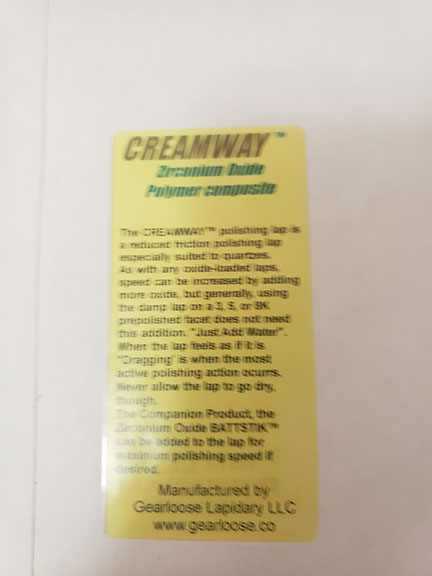 CREAMWAY™
Zirconium Oxide
Polymer composite
The CREAMWAY™ polishing lap is
a reduced friction polishing lap
especially suited to quartzes.
As with any oxide-loaded laps,
speed can be increased by adding
more oxide, but generally, using
the damp lap on a 3, 5, or 8K
prepolished facet does not need
this addition. "Just Add Water".
When the lap feels as if it is
"Dragging" is when the most
active polishing action ocurrs.
Never allow the lap to go dry,
though.
The Companion Product, the
Zirconium Oxide BATTSTIK™
can be added to the lap for
maximum polishing speed if
desired.
Manufactured by
Gearloose Lapidary LLC
www.gearloose.co